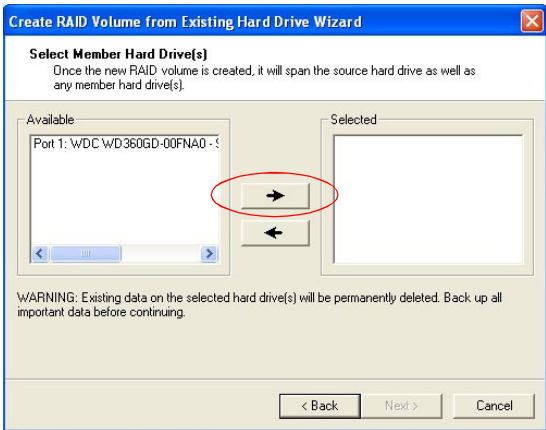 Create RAID Volume from Existing Hard Drive Wizard
Select Member Hard Drive(s)
Once the new RAID volume is created, it will span the source hard drive as well as
any member hard drive(s).
Available
Selected
Port 1: WDC WD360GD-00FNA0 -
WARNING: Existing data on the selected hard drive(s) will be permanently deleted. Back up all
important data before continuing.
< Back
Next >
Cancel